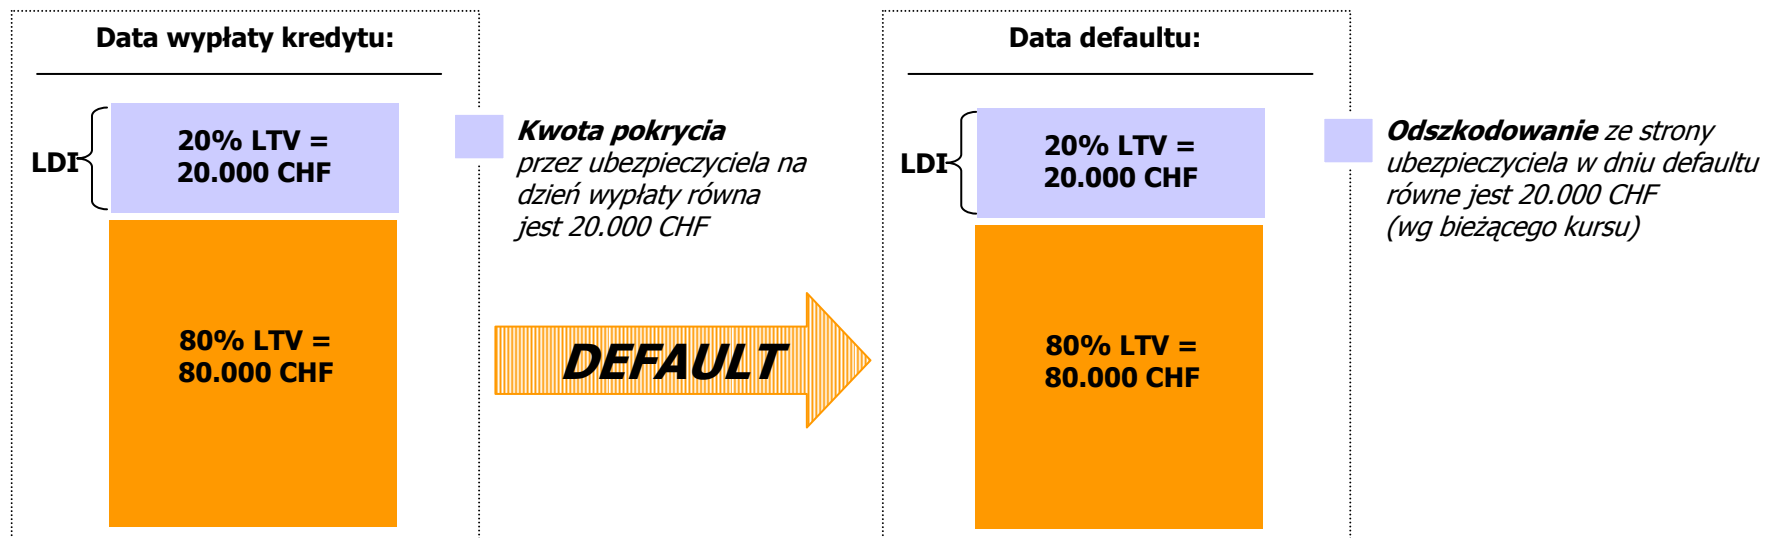 Data wypłaty kredytu:
LDI
20% LTV =
20.000 CHF
Kwota pokrycia
przez ubezpieczyciela na
dzień wypłaty równa
jest 20.000 CHF
80% LTV =
80.000 CHF
DEFAULT
Data defaultu:
LDI
20% LTV =
20.000 CHF
Odszkodowanie ze strony
ubezpieczyciela w dniu defaultu
równe jest 20.000 CHF
(wg bieżącego kursu)
80% LTV =
80.000 CHF